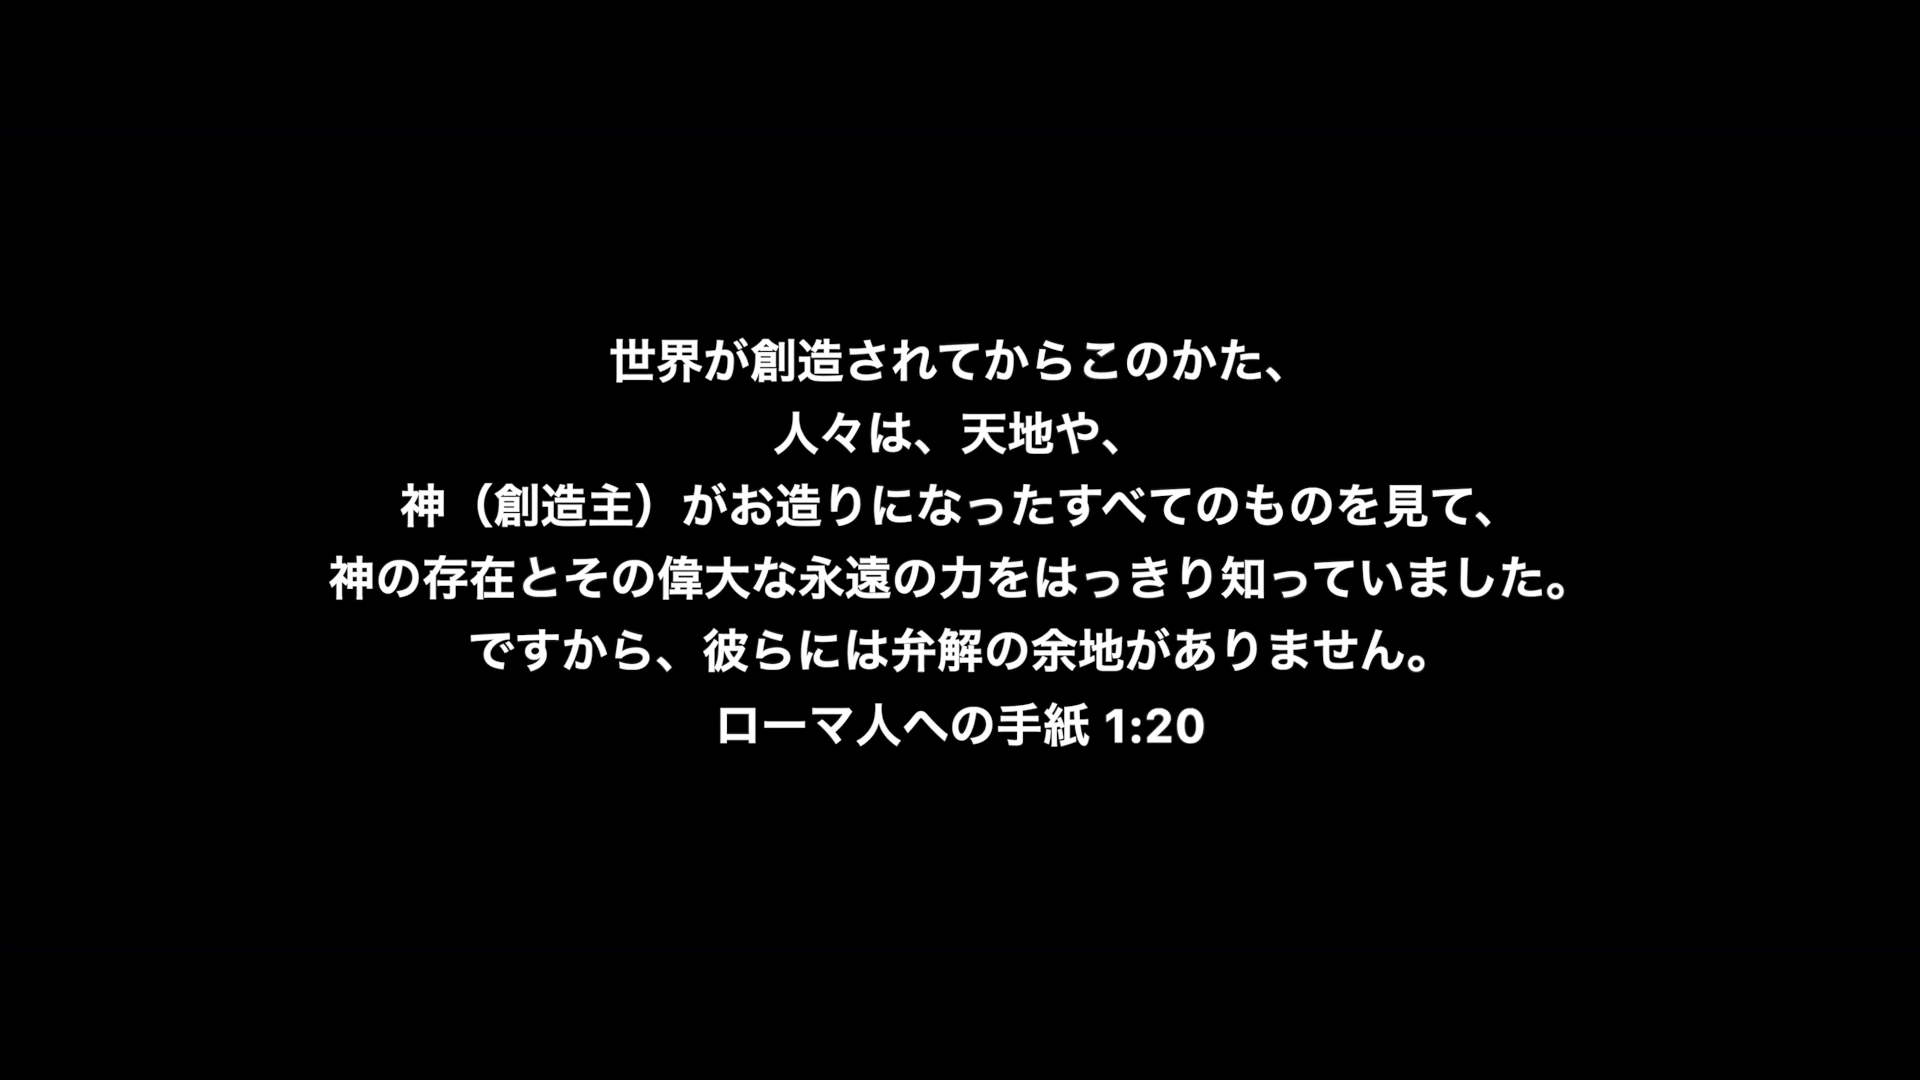 世界が創造されてからこのかた、
人々は、天地や、
神（創造主）がお造りになったすべてのものを見て、
神の存在とその偉大な永遠の力をはっきり知っていました。
ですから、彼らには弁解の余地がありません。
ローマ人への手紙 1:20